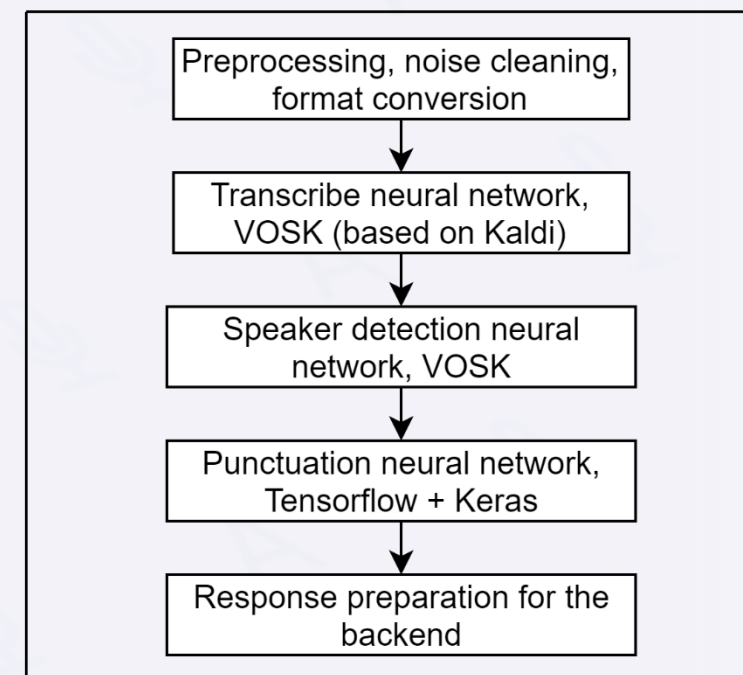 Preprocessing, noise cleaning,
format conversion
Transcribe neural network,
VOSK (based on Kaldi)
Speaker detection neural
network, VOSK
Punctuation neural network,
Tensorflow + Keras
Response preparation for the
backend